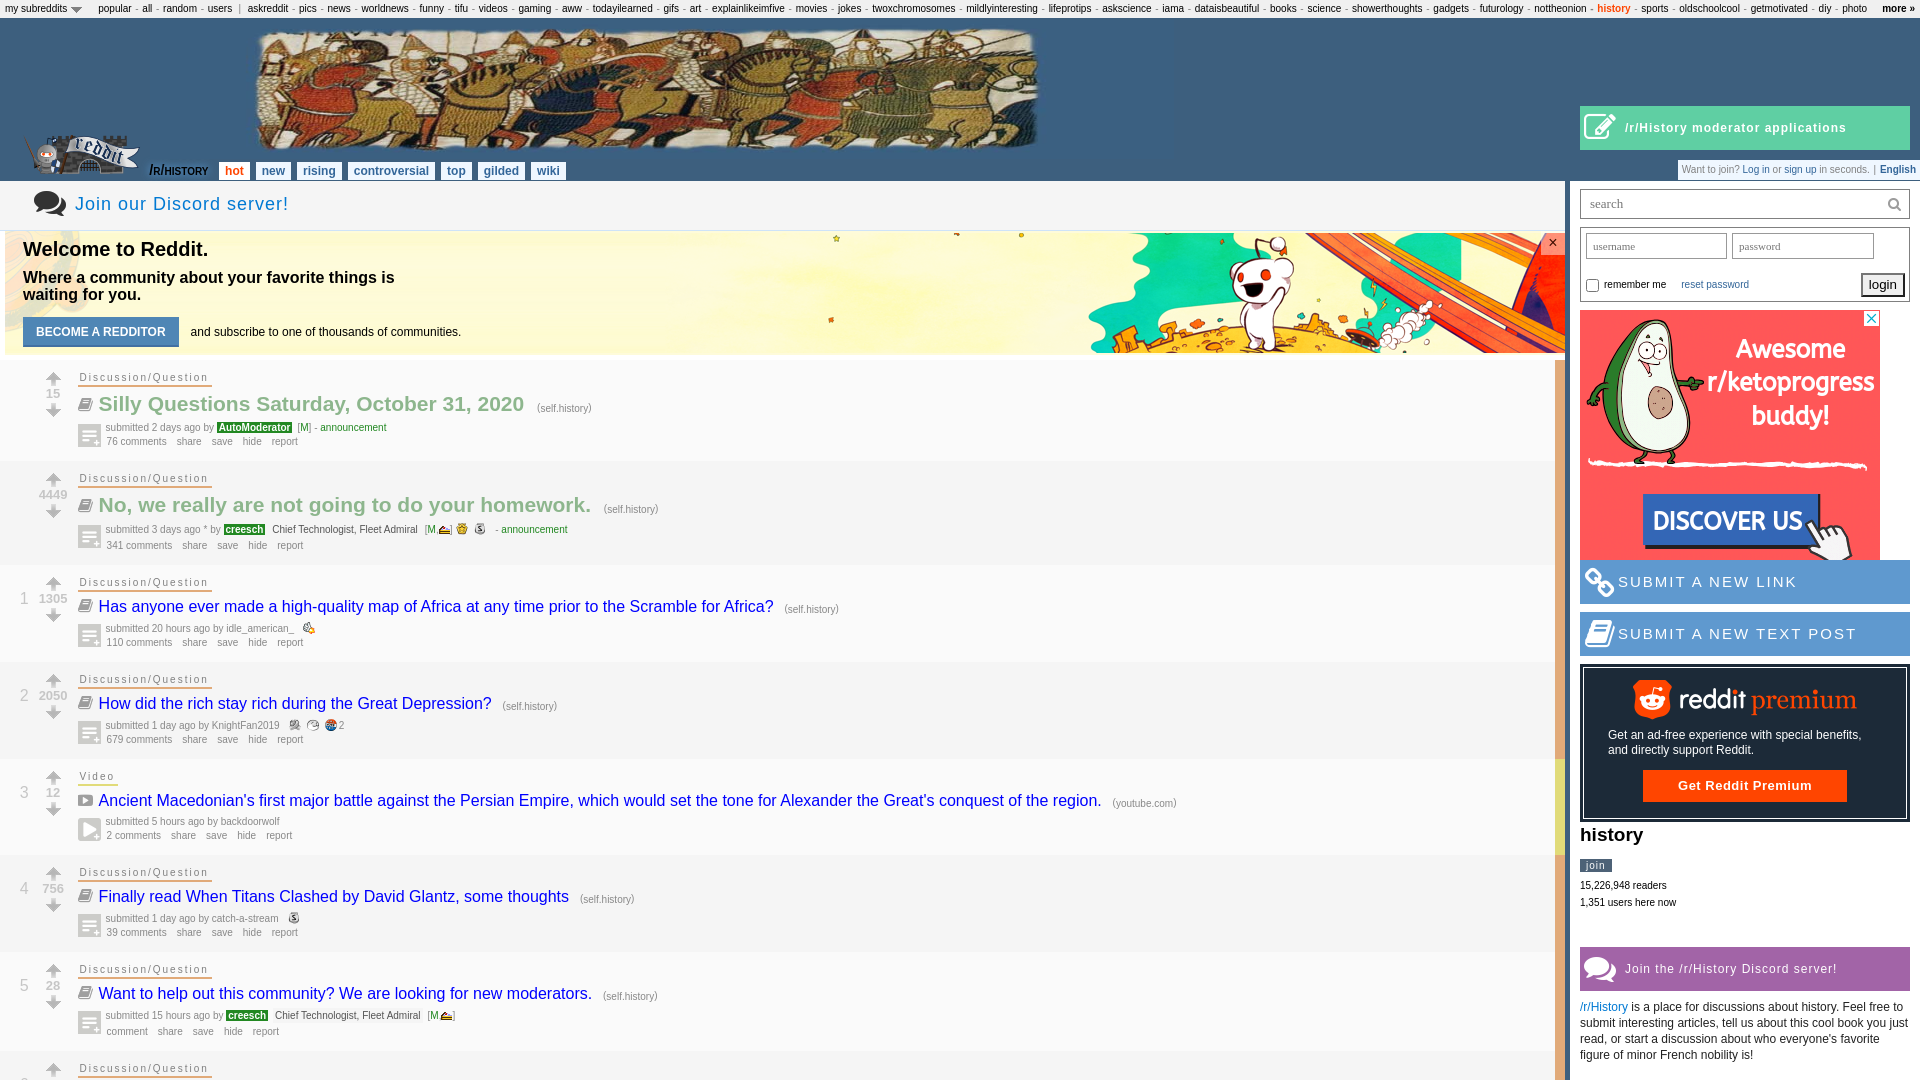 my subreddits popular - all - random - users | askreddit - pics - news - worldnews - funny - tifu - videos - gaming - aww - todayilearned - gifs - art - explainlikeimfive - movies - jokes - twoxchromosomes - mildlyinteresting - lifeprotips - askscience - iama - dataisbeautiful - books - science - showerthoughts - gadgets - futurology - nottheonion - history - sports - oldschoolcool - getmotivated - diy - photo more »
/r/History moderator applications
reddit
/r/history hot new rising controversial top gilded wiki
Want to join? Log in or sign up in seconds. | English
Join our Discord server!
Welcome to Reddit.
×
Where a community about your favorite things is
waiting for you.
BECOME A REDDITOR and subscribe to one of thousands of communities.
Discussion/Question
15
Silly Questions Saturday, October 31, 2020 (self.history)
submitted 2 days ago by AutoModerator [M] - announcement
76 comments share save hide report
Discussion/Question
4449
No, we really are not going to do your homework. (self.history)
submitted 3 days ago * by creesch Chief Technologist, Fleet Admiral [M,] - announcement
341 comments share save hide report
Discussion/Question
1
1305
Has anyone ever made a high-quality map of Africa at any time prior to the Scramble for Africa? (self.history)
submitted 20 hours ago by idle_american_
110 comments share save hide report
Discussion/Question
2
2050
How did the rich stay rich during the Great Depression? (self.history)
submitted 1 day ago by KnightFan2019 2
679 comments share save hide report
Video
3
12
Ancient Macedonian's first major battle against the Persian Empire, which would set the tone for Alexander the Great's conquest of the region. (youtube.com)
submitted 5 hours ago by backdoorwolf
2 comments share save hide report
Discussion/Question
4
756
Finally read When Titans Clashed by David Glantz, some thoughts (self.history)
submitted 1 day ago by catch-a-stream
39 comments share save hide report
Discussion/Question
5
28
Want to help out this community? We are looking for new moderators. (self.history)
submitted 15 hours ago by creesch Chief Technologist, Fleet Admiral [M,]
comment share save hide report
Discussion/Question
search
username password
remember me reset password login
Awesome
r/ketoprogress
buddy!
DISCOVER US
SUBMIT A NEW LINK
SUBMIT A NEW TEXT POST
reddit premium
Get an ad-free experience with special benefits,
and directly support Reddit.
Get Reddit Premium
history
join
15,226,948 readers
1,351 users here now
Join the /r/History Discord server!
/r/History is a place for discussions about history. Feel free to
submit interesting articles, tell us about this cool book you just
read, or start a discussion about who everyone's favorite
figure of minor French nobility is!